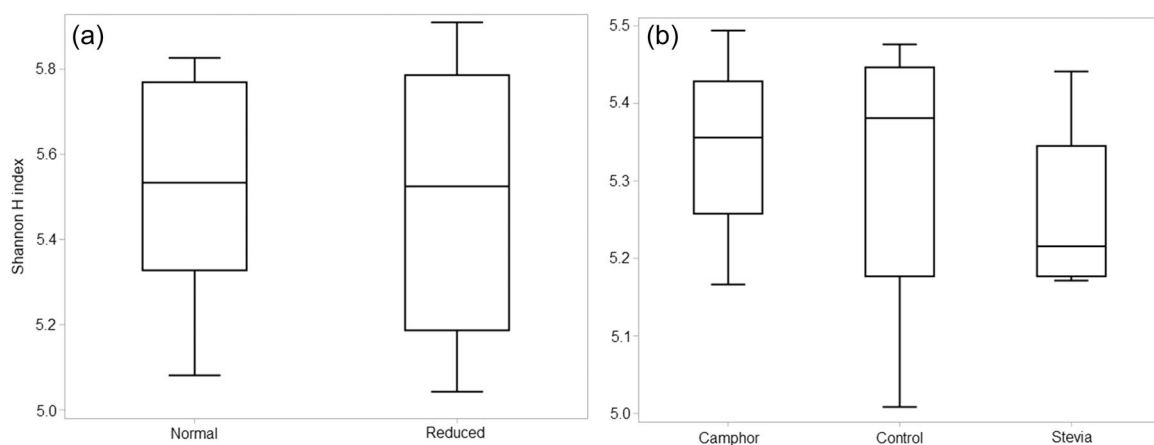 (a)
Shannon H index
5.8
5.6
5.4
5.2
5.0
Normal Reduced
(b)
5.5
5.4
5.3
5.2
5.1
5.0
Camphor Control Stevia